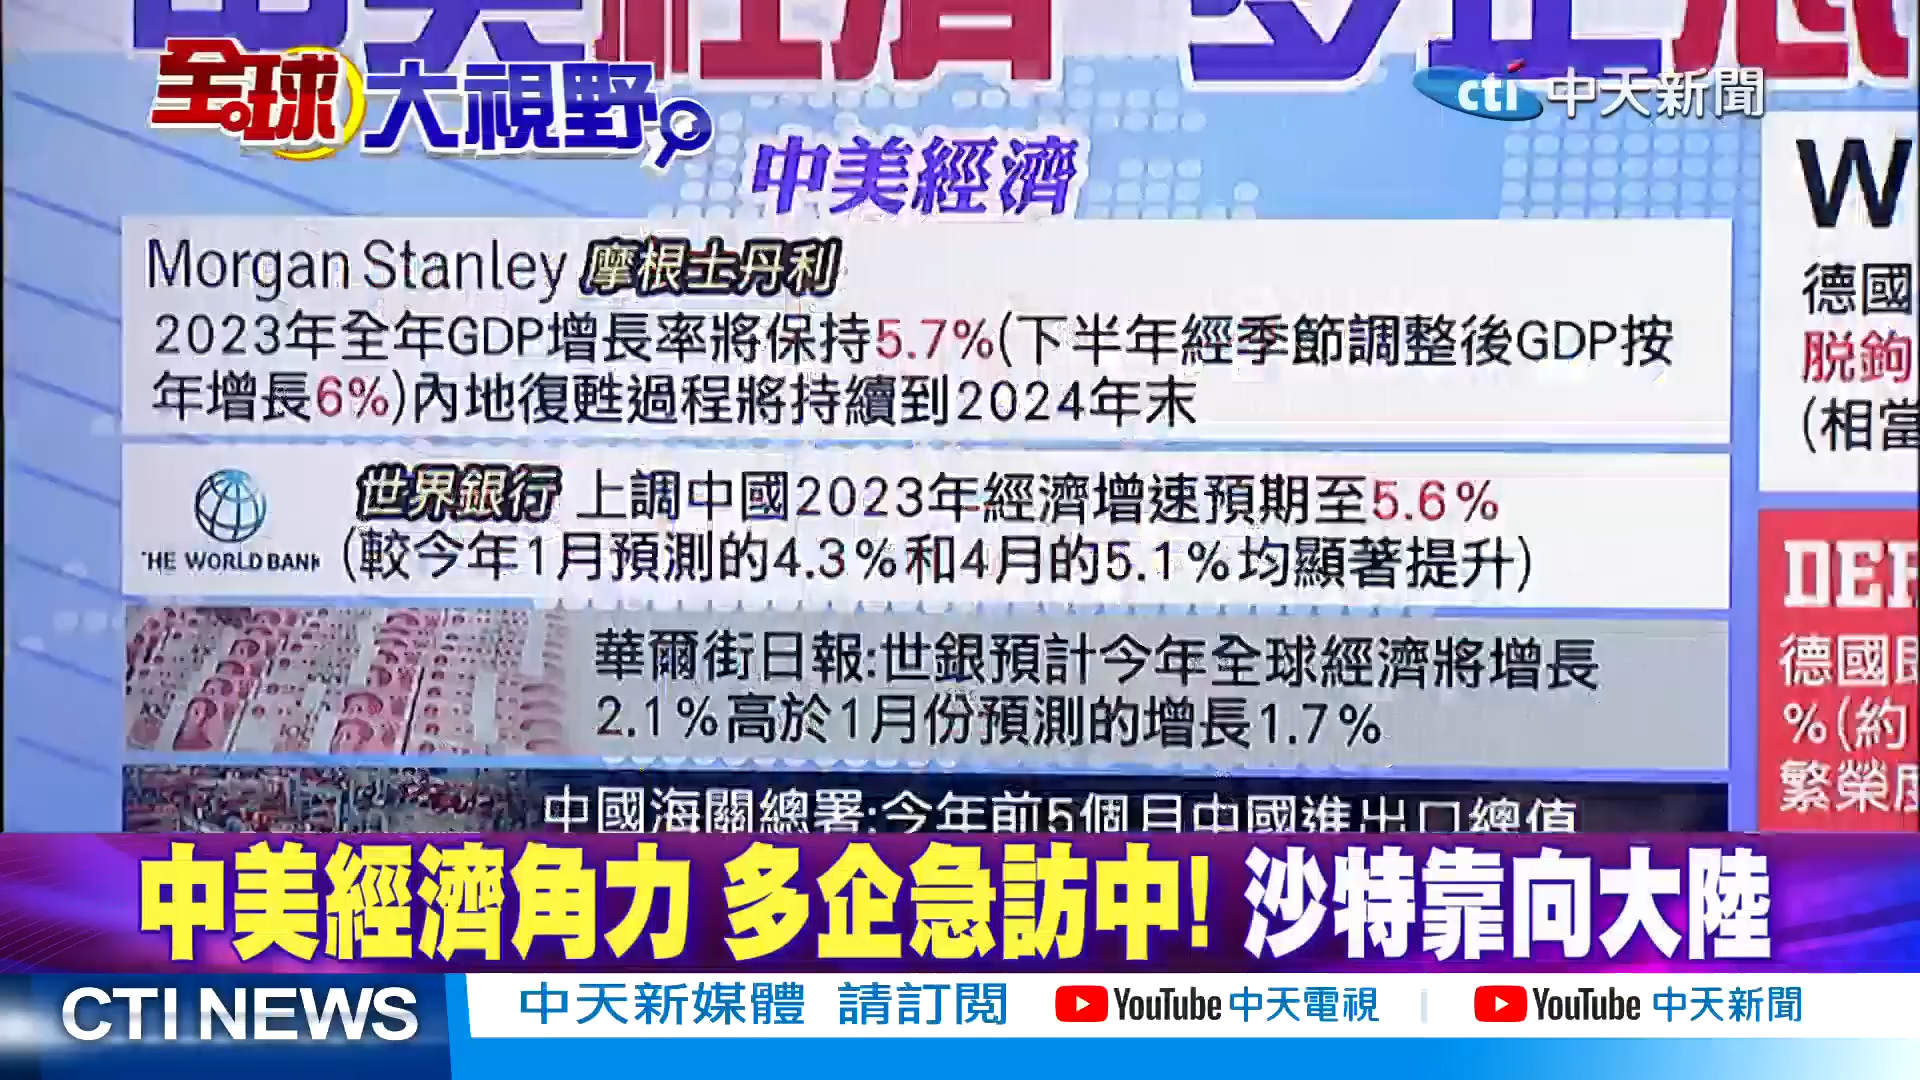 中美經濟 多企急
全球大視野
cti 中天新聞
中美經濟
Morgan Stanley 摩根士丹利
2023年全年GDP增長率將保持5.7%(下半年經季節調整後GDP按
年增長6%)內地復甦過程將持續到2024年末
世界銀行 上調中國2023年經濟增速預期至5.6%
THE WORLD BANK (較今年1月預測的4.3%和4月的5.1%均顯著提升)
華爾街日報:世銀預計今年全球經濟將增長
2.1%高於1月份預測的增長1.7%
中國海關總署:今年前5個月中國進出口總值
W
德國
脫鉤
(相當
DE
德國
%(約
繁榮度
中美經濟角力 多企急訪中! 沙特靠向大陸
CTI NEWS
中天新媒體 請訂閱 YouTube 中天電視 | YouTube 中天新聞